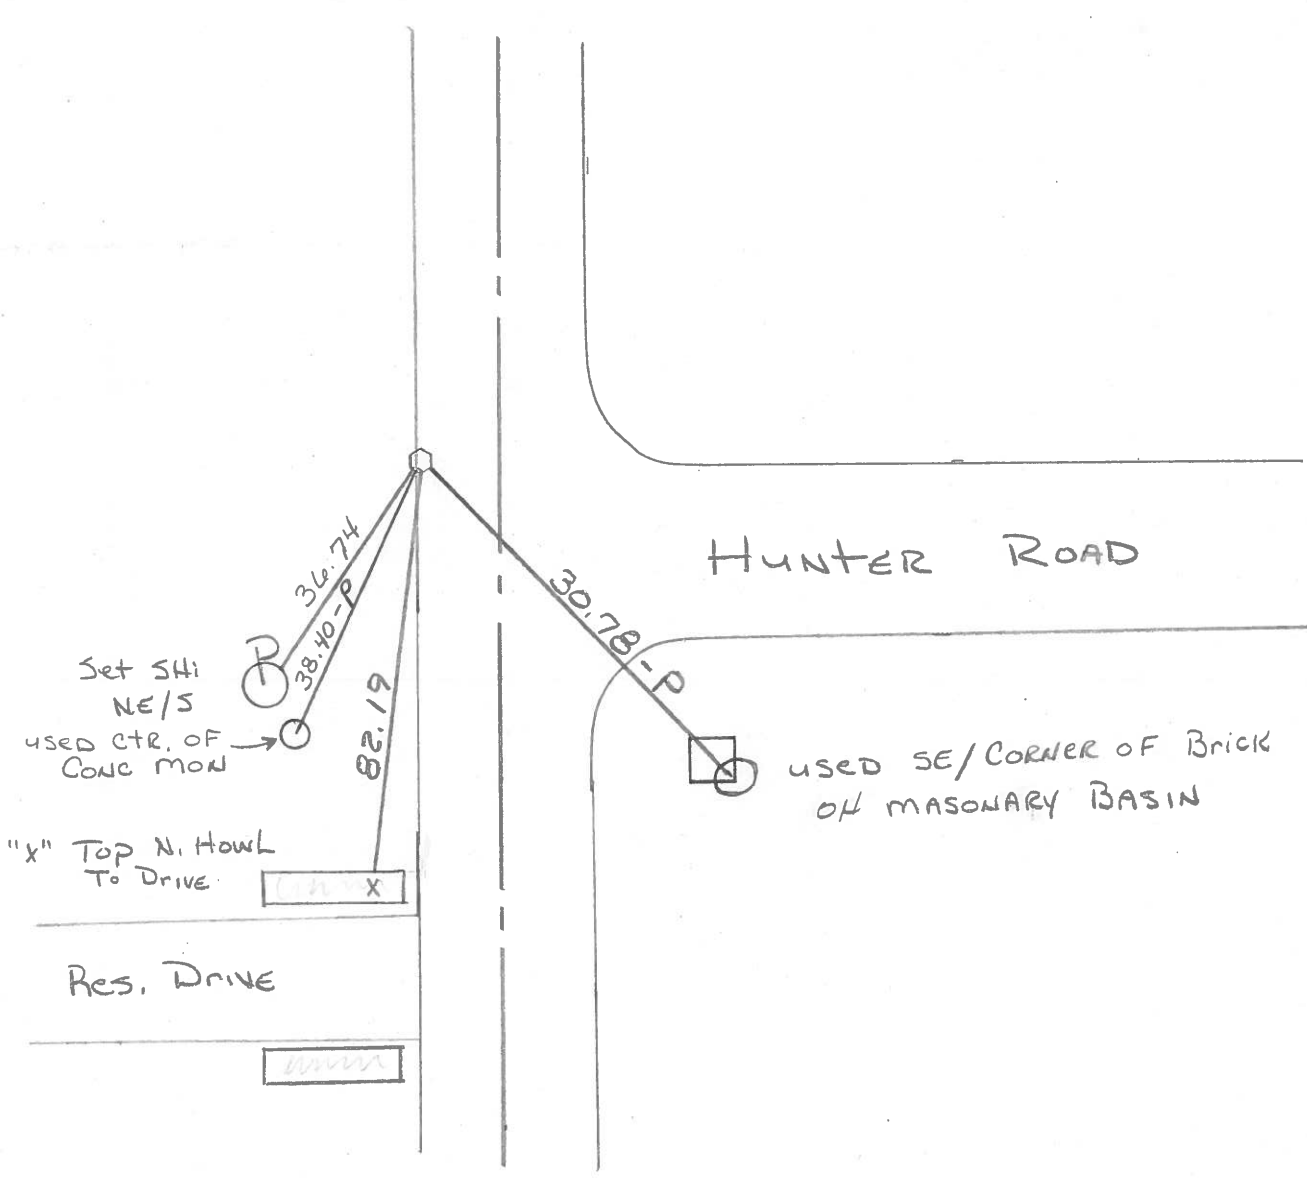 36.74
38.40-P
82.19
30.78-P
HUNTER ROAD
P
Set SHi
NE/S
USED CTR. OF
CONC MON
USED SE/CORNER OF Brick
ON MASONARY BASIN
"X" TOP N. HOWL
TO DRIVE
X
Res. DrIVE